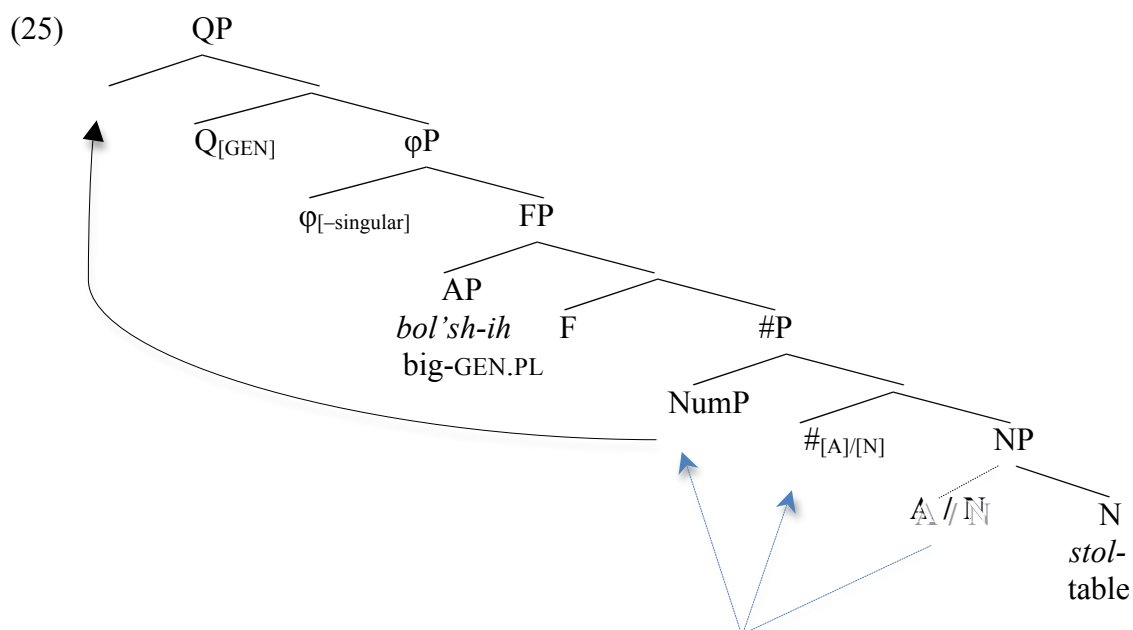 (25) QP
Q[GEN] φP
φ[–singular] FP
AP
bol’sh-ih F #P
big-GEN.PL
NumP
#[A]/[N] NP
A / N N
stol-
table